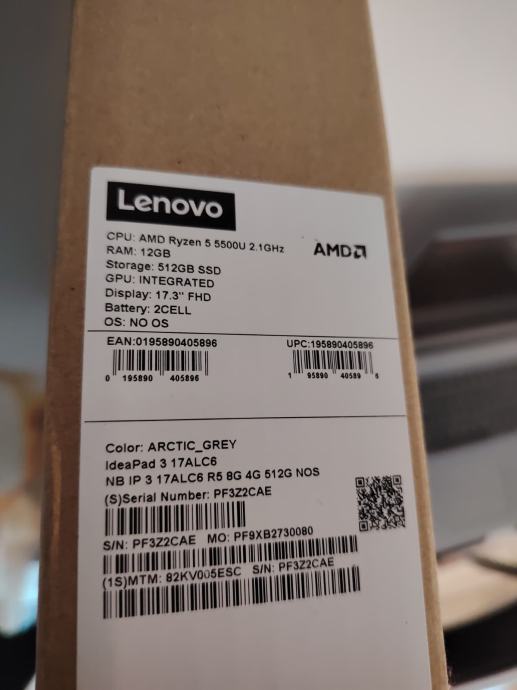 Lenovo
CPU: AMD Ryzen 5 5500U 2.1GHz
AMD
RAM: 12GB
Storage: 512GB SSD
GPU: INTEGRATED
Display: 17.3" FHD
Battery: 2CELL
OS: NO OS
EAN:0195890405896 UPC:195890405896
0 195890 405896 1 95890 40589 6
Color: ARCTIC_GREY
IdeaPad 3 17ALC6
NB IP 3 17ALC6 R5 8G 4G 512G NOS
(S)Serial Number: PF3Z2CAE
S/N: PF3Z2CAE MO: PF9XB2730080
(1S)MTM: 82KV005ESC S/N: PF3Z2CAE